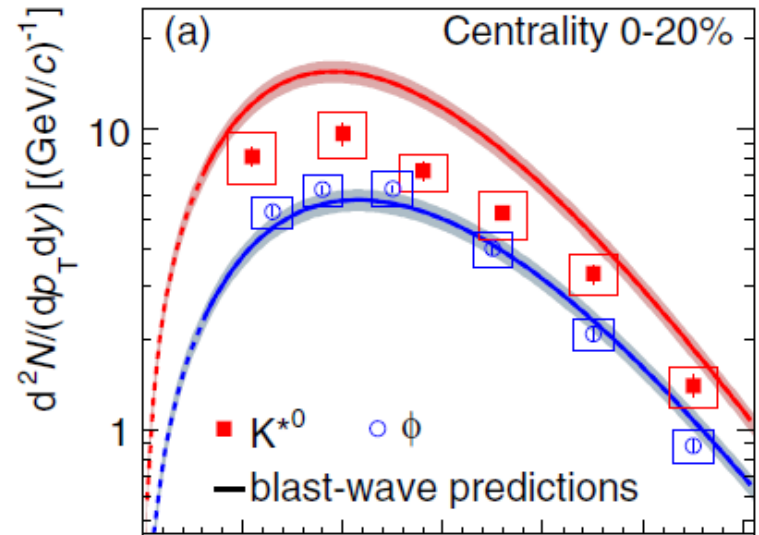 (a) Centrality 0-20%
d²N/(dp_T dy) [(GeV/c)⁻¹]
10
1
K*⁰ ϕ
blast-wave predictions